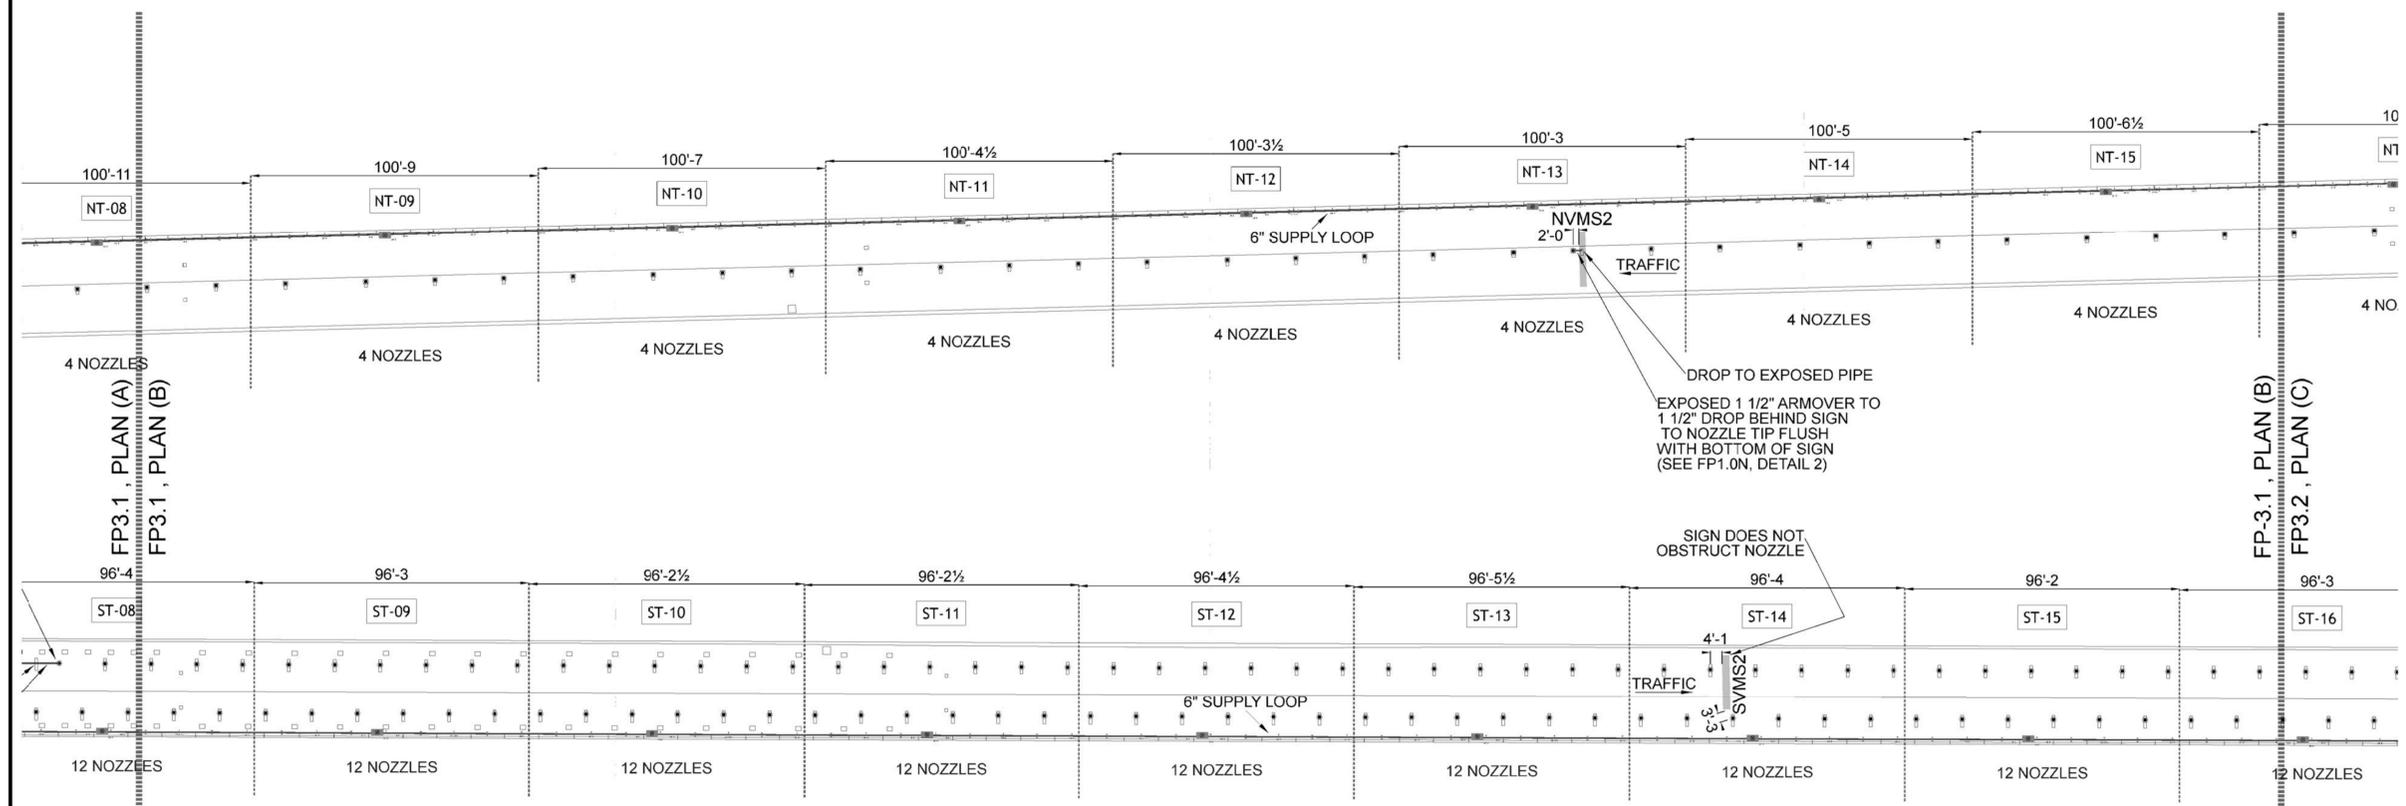 100'-11
100'-9
100'-7
100'-4½
100'-3½
100'-3
100'-5
100'-6½
10
NT-08
NT-09
NT-10
NT-11
NT-12
NT-13
NT-14
NT-15
NT
6" SUPPLY LOOP
NVMS2
2'-0
TRAFFIC
4 NOZZLES
4 NOZZLES
4 NOZZLES
4 NOZZLES
4 NOZZLES
4 NOZZLES
4 NOZZLES
4 NOZZLES
4 NO
DROP TO EXPOSED PIPE
EXPOSED 1 1/2" ARMOVER TO
1 1/2" DROP BEHIND SIGN
TO NOZZLE TIP FLUSH
WITH BOTTOM OF SIGN
(SEE FP1.0N, DETAIL 2)
FP3.1 , PLAN (A)
FP3.1 , PLAN (B)
FP-3.1 , PLAN (B)
FP3.2 , PLAN (C)
SIGN DOES NOT
OBSTRUCT NOZZLE
96'-4
96'-3
96'-2½
96'-2½
96'-4½
96'-5½
96'-4
96'-2
96'-3
ST-08
ST-09
ST-10
ST-11
ST-12
ST-13
ST-14
ST-15
ST-16
4'-1
TRAFFIC
SVMS2
3'-3
6" SUPPLY LOOP
12 NOZZLES
12 NOZZLES
12 NOZZLES
12 NOZZLES
12 NOZZLES
12 NOZZLES
12 NOZZLES
12 NOZZLES
12 NOZZLES